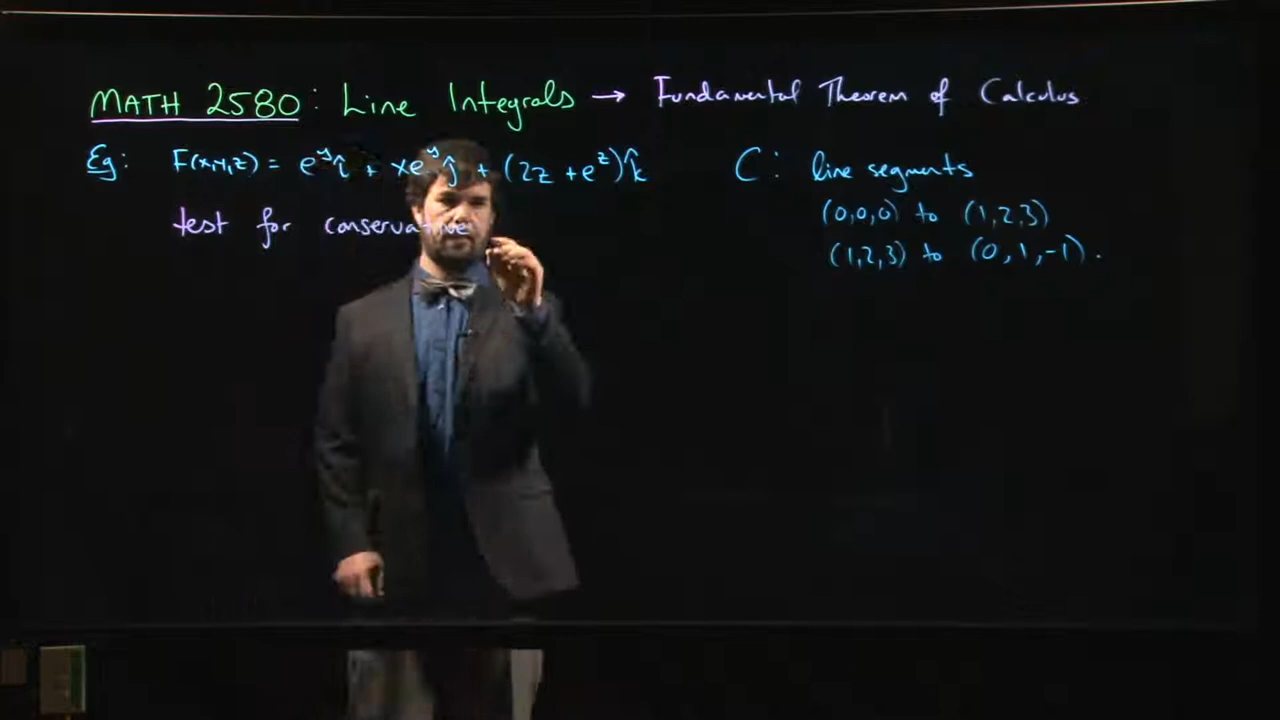 MATH 2580: Line Integrals → Fundamental Theorem of Calculus
Eg: F(x,y,z) = e^y î + xe^y ĵ + (2z + e^z) k̂
C: line segments
(0,0,0) to (1,2,3)
(1,2,3) to (0,1,-1).
test for conservative